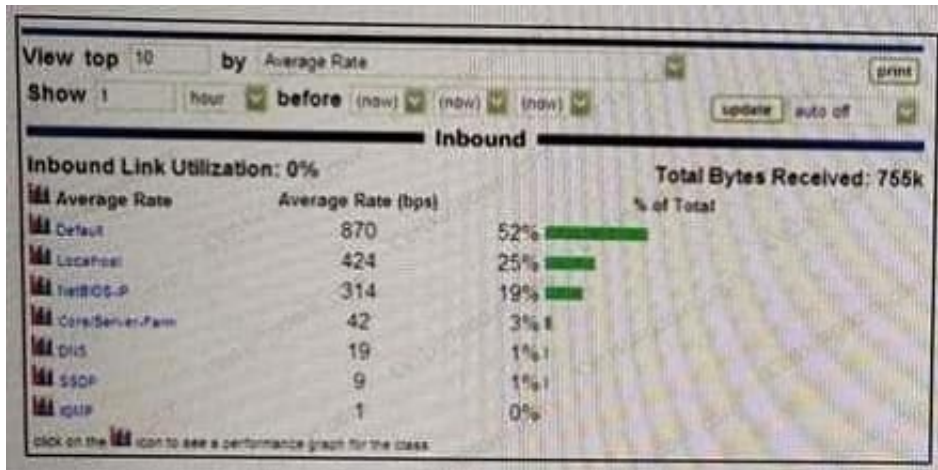 View top 10 by Average Rate print
Show 1 hour before (now) (now) (now) update auto off
Inbound
Inbound Link Utilization: 0% Total Bytes Received: 755k
Average Rate Average Rate (bps) % of Total
Default 870 52%
Localhost 424 25%
NetBIOS-IP 314 19%
Core/Server-Farm 42 3%
DNS 19 1%
SSDP 9 1%
1 0%
click on the icon to see a performance graph for the class